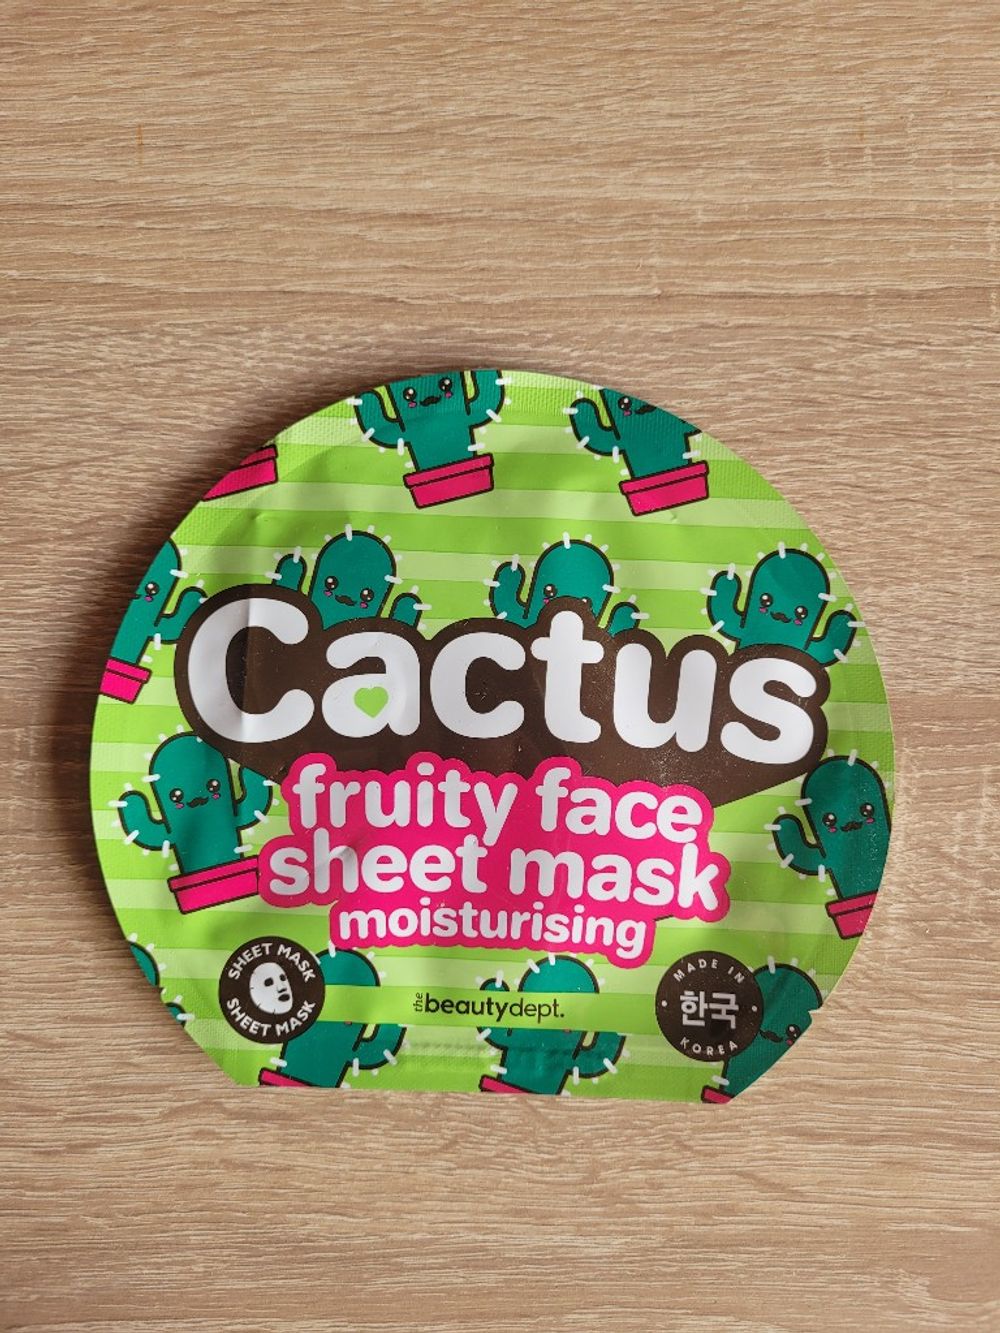 Cactus
fruity face
sheet mask
moisturising
SHEET MASK
SHEET MASK
the beautydept.
MADE IN
한국
KOREA